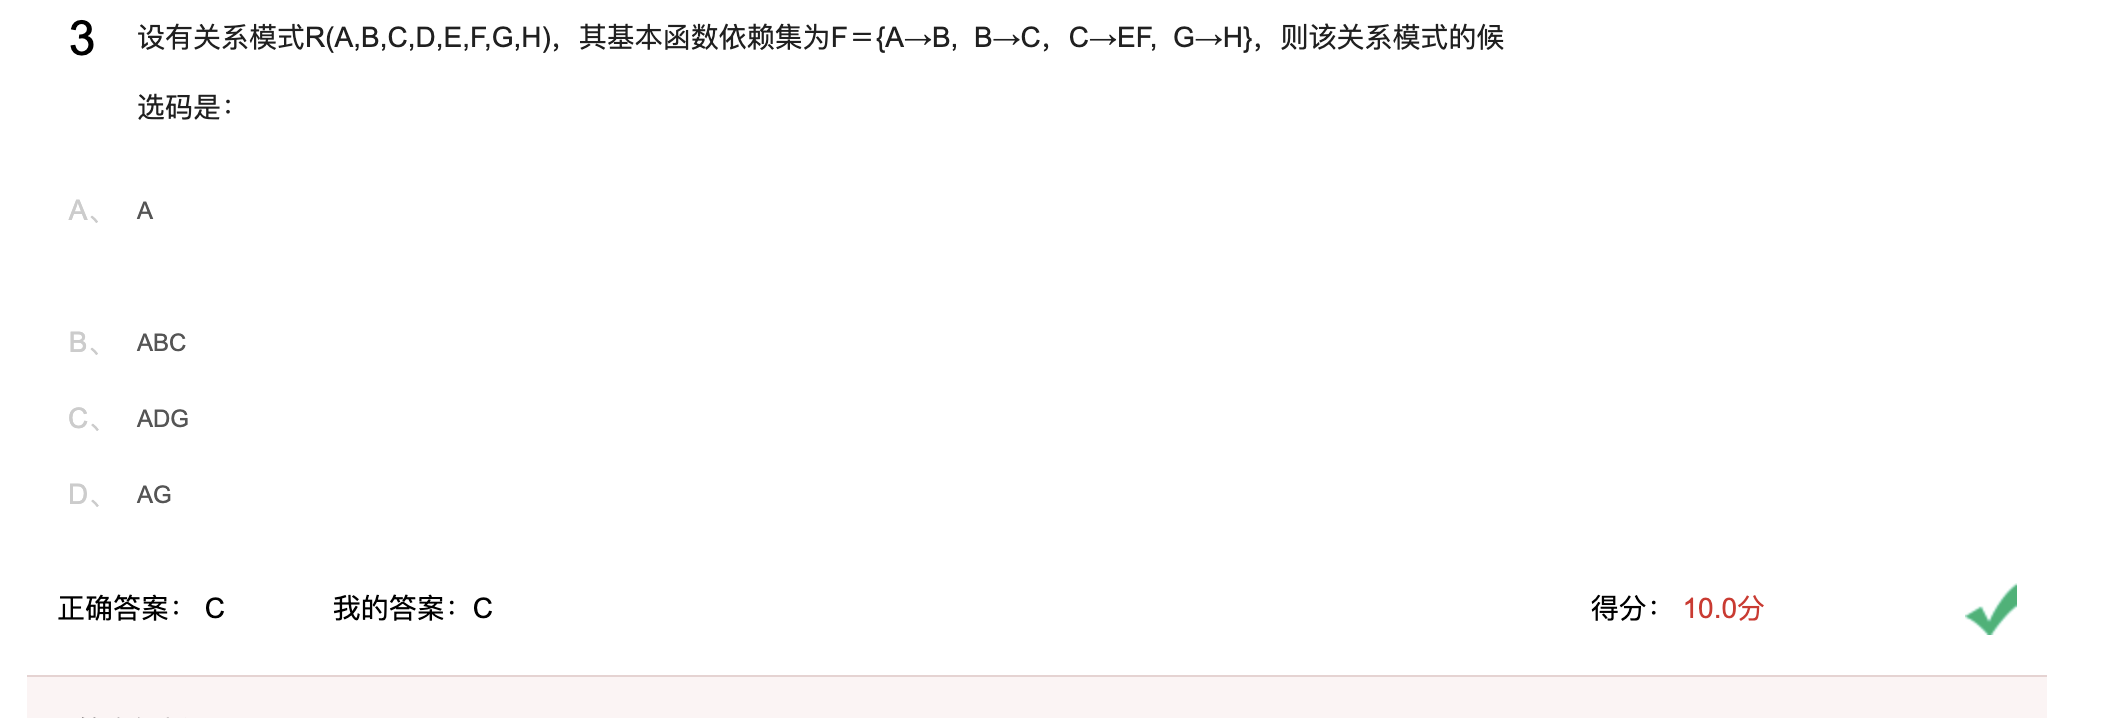 3 设有关系模式R(A,B,C,D,E,F,G,H)，其基本函数依赖集为F＝{A→B, B→C，C→EF, G→H}，则该关系模式的候
选码是：
A、 A
B、 ABC
C、 ADG
D、 AG
正确答案： C 我的答案：C 得分： 10.0分